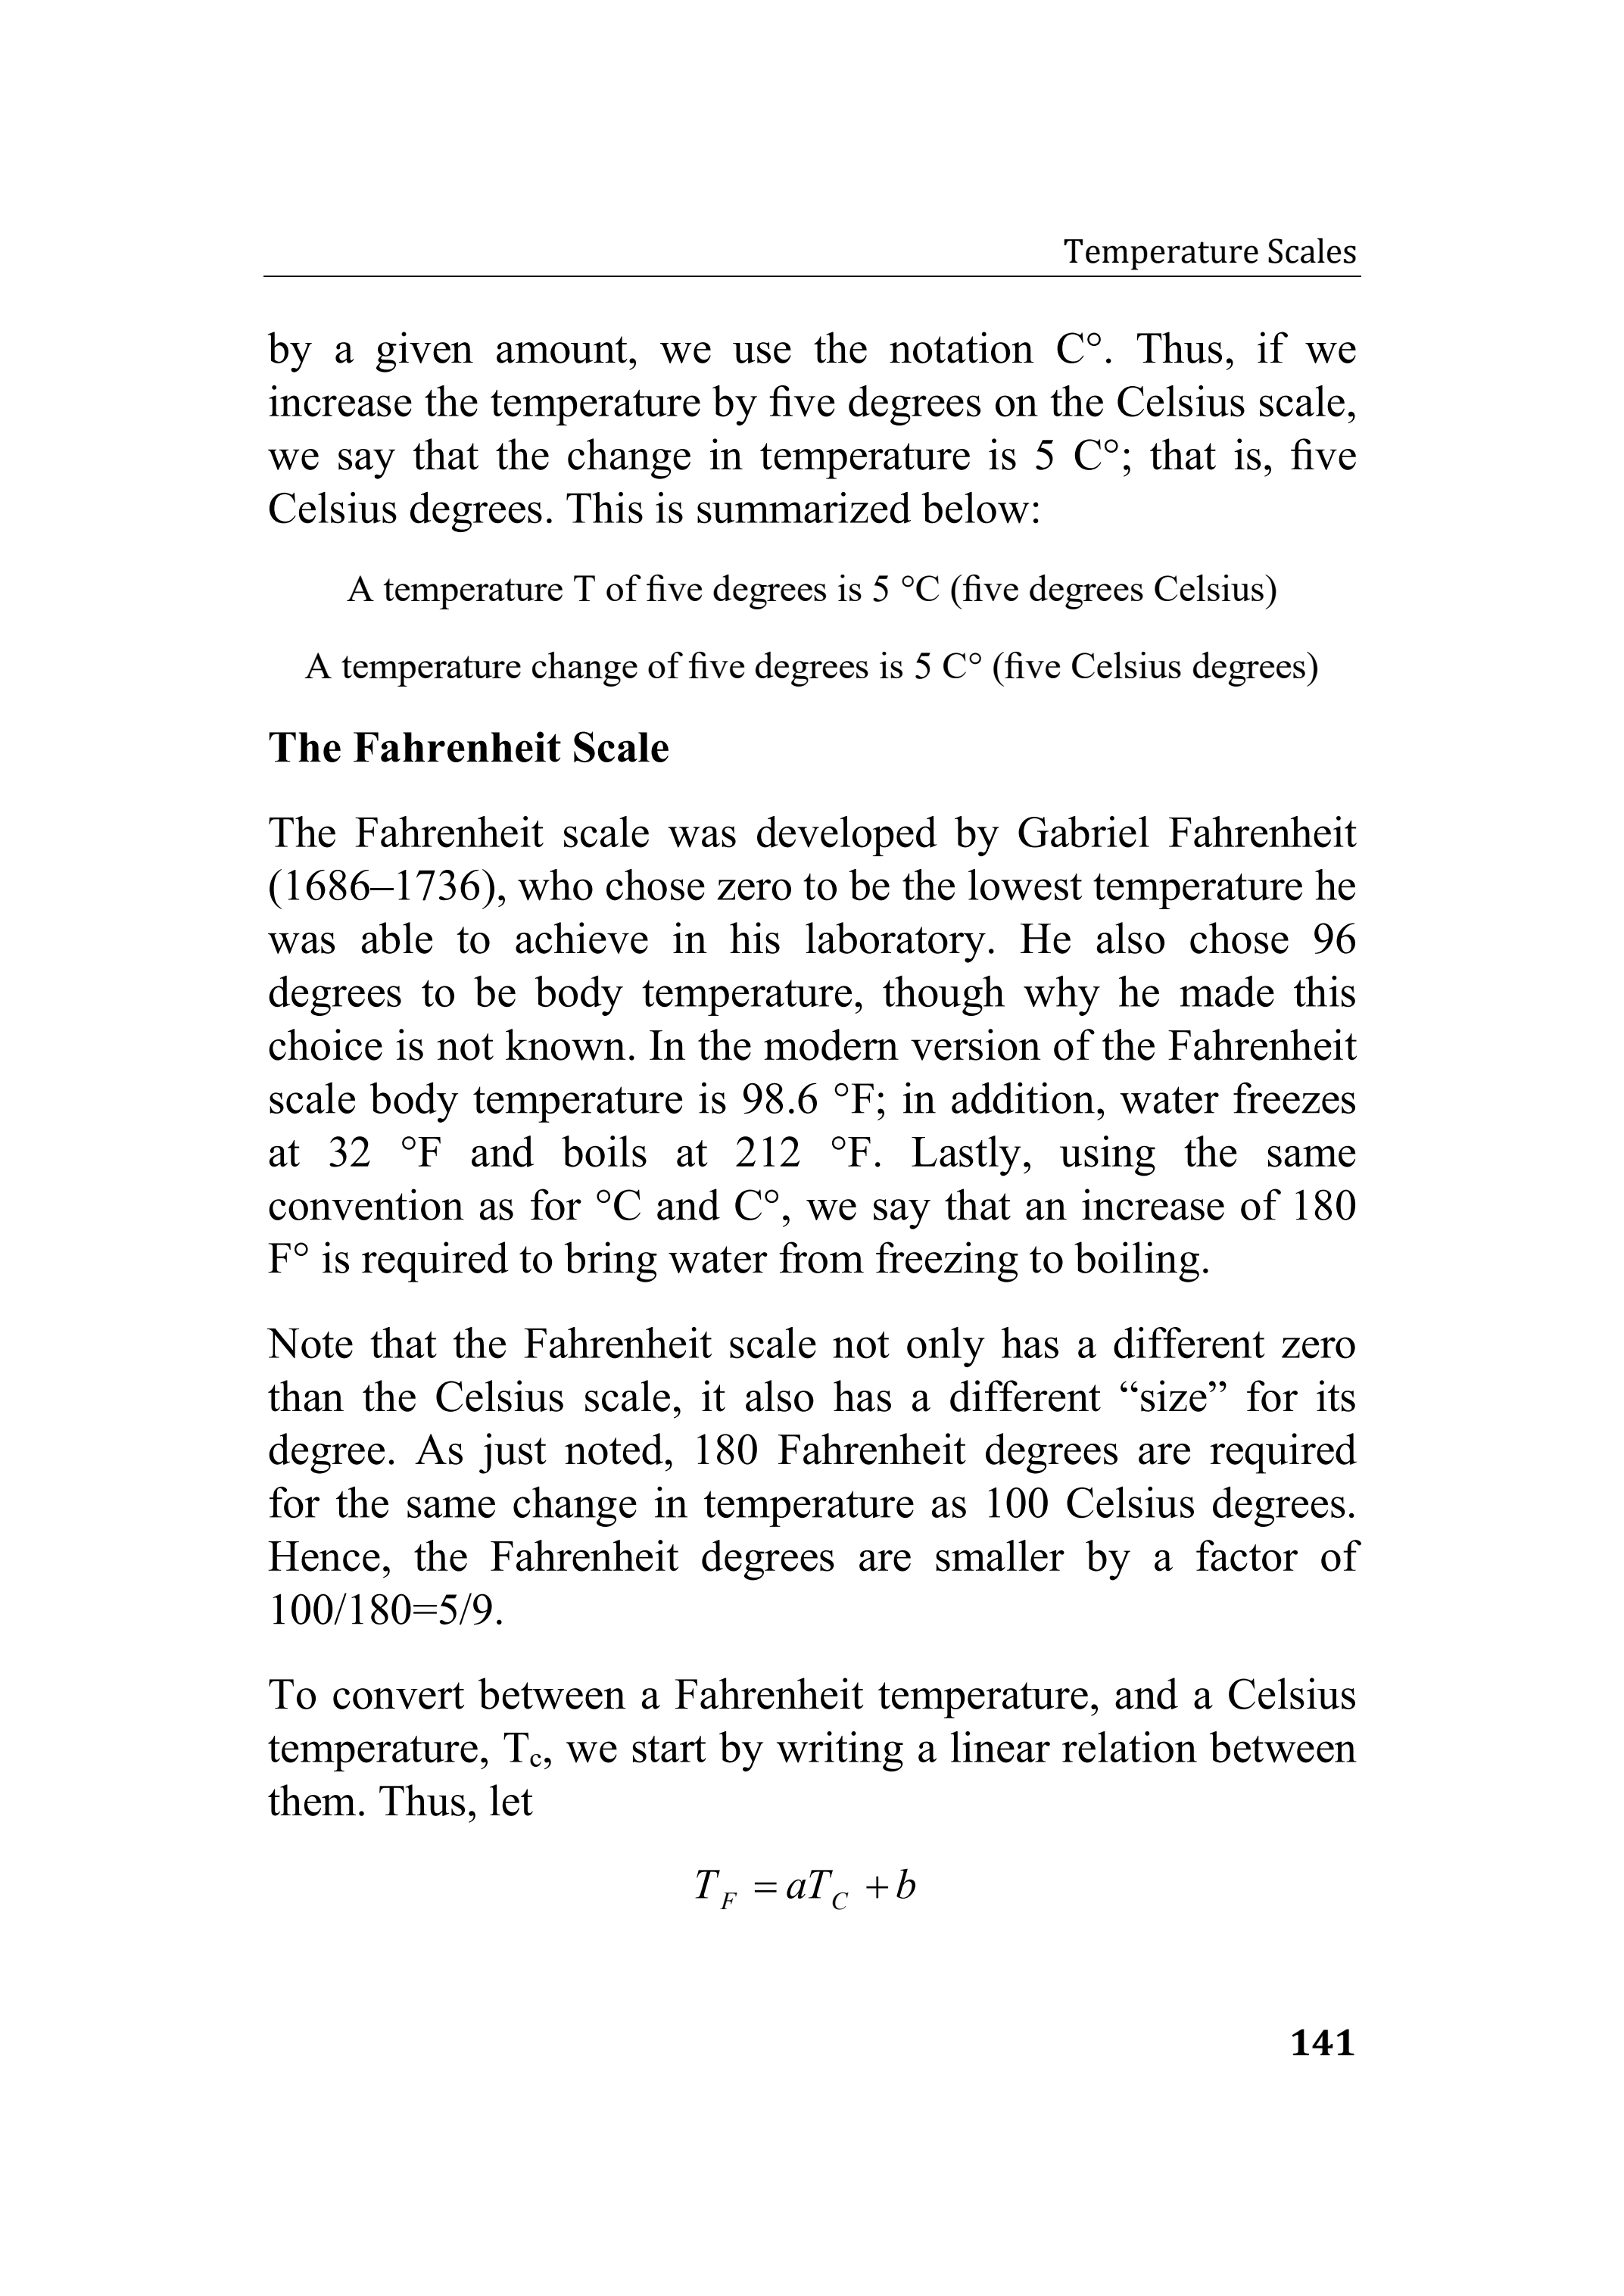 Temperature Scales
by a given amount, we use the notation C°. Thus, if we
increase the temperature by five degrees on the Celsius scale,
we say that the change in temperature is 5 C°; that is, five
Celsius degrees. This is summarized below:
A temperature T of five degrees is 5 °C (five degrees Celsius)
A temperature change of five degrees is 5 C° (five Celsius degrees)
The Fahrenheit Scale
The Fahrenheit scale was developed by Gabriel Fahrenheit
(1686–1736), who chose zero to be the lowest temperature he
was able to achieve in his laboratory. He also chose 96
degrees to be body temperature, though why he made this
choice is not known. In the modern version of the Fahrenheit
scale body temperature is 98.6 °F; in addition, water freezes
at 32 °F and boils at 212 °F. Lastly, using the same
convention as for °C and C°, we say that an increase of 180
F° is required to bring water from freezing to boiling.
Note that the Fahrenheit scale not only has a different zero
than the Celsius scale, it also has a different “size” for its
degree. As just noted, 180 Fahrenheit degrees are required
for the same change in temperature as 100 Celsius degrees.
Hence, the Fahrenheit degrees are smaller by a factor of
100/180=5/9.
To convert between a Fahrenheit temperature, and a Celsius
temperature, T_c, we start by writing a linear relation between
them. Thus, let
T_F = aT_C + b
141